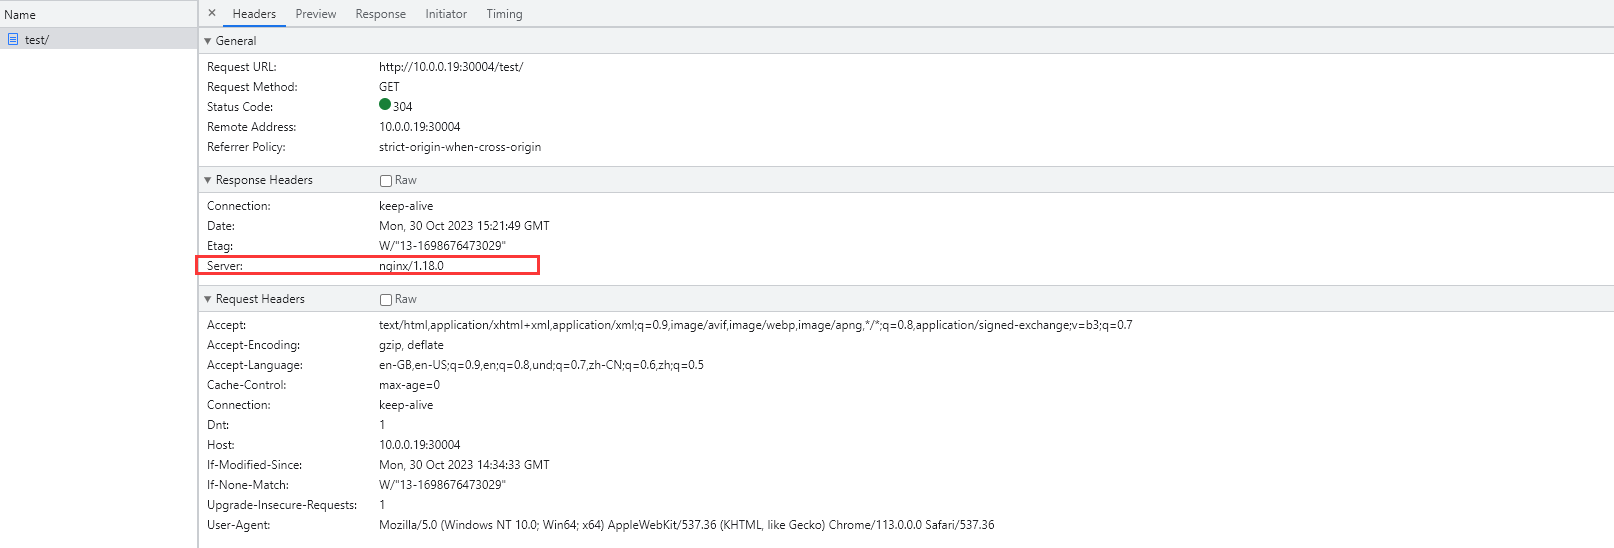 Name
test/
× Headers Preview Response Initiator Timing
▼ General
Request URL: http://10.0.0.19:30004/test/
Request Method: GET
Status Code: 304
Remote Address: 10.0.0.19:30004
Referrer Policy: strict-origin-when-cross-origin
▼ Response Headers Raw
Connection: keep-alive
Date: Mon, 30 Oct 2023 15:21:49 GMT
Etag: W/"13-1698676473029"
Server: nginx/1.18.0
▼ Request Headers Raw
Accept: text/html,application/xhtml+xml,application/xml;q=0.9,image/avif,image/webp,image/apng,*/*;q=0.8,application/signed-exchange;v=b3;q=0.7
Accept-Encoding: gzip, deflate
Accept-Language: en-GB,en-US;q=0.9,en;q=0.8,und;q=0.7,zh-CN;q=0.6,zh;q=0.5
Cache-Control: max-age=0
Connection: keep-alive
Dnt: 1
Host: 10.0.0.19:30004
If-Modified-Since: Mon, 30 Oct 2023 14:34:33 GMT
If-None-Match: W/"13-1698676473029"
Upgrade-Insecure-Requests: 1
User-Agent: Mozilla/5.0 (Windows NT 10.0; Win64; x64) AppleWebKit/537.36 (KHTML, like Gecko) Chrome/113.0.0.0 Safari/537.36